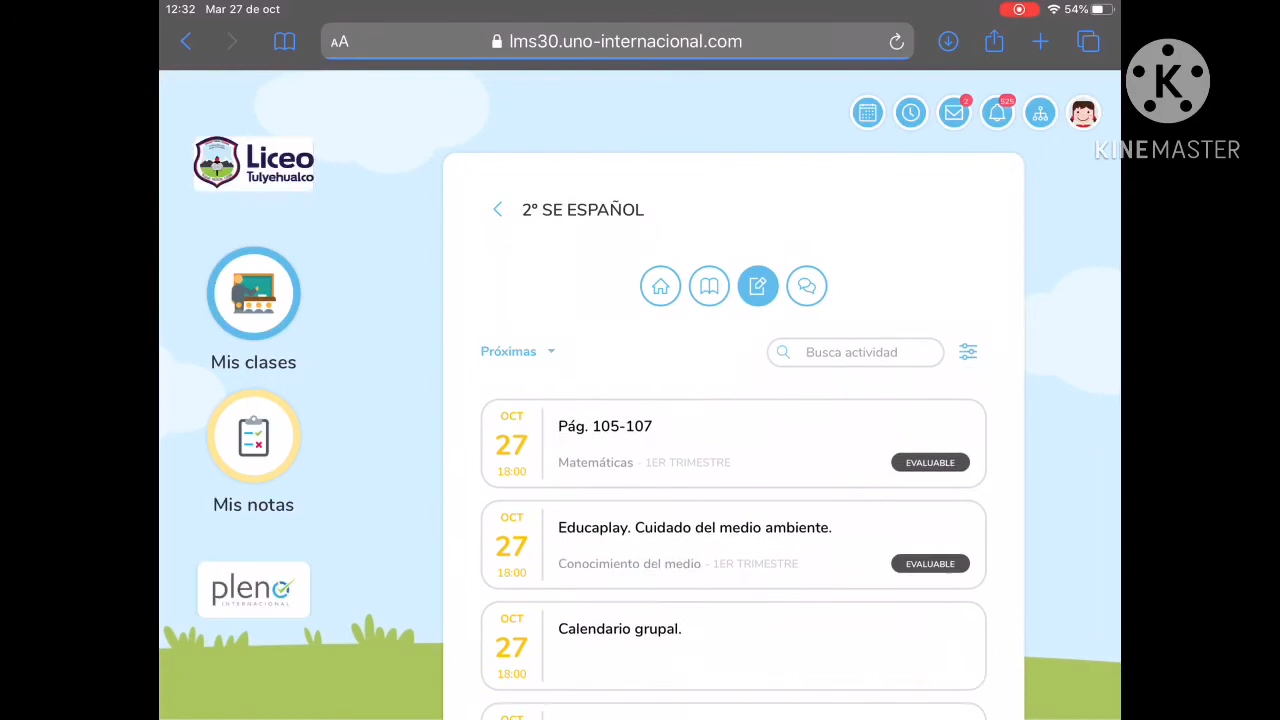 12:32 Mar 27 de oct
54%
AA
lms30.uno-internacional.com
K
KINEMASTER
2
525
Liceo
Tulyehualco
2° SE ESPAÑOL
Mis clases
Mis notas
pleno
INTERNACIONAL
Próximas
Busca actividad
OCT
27
18:00
Pág. 105-107
Matemáticas - 1ER TRIMESTRE
EVALUABLE
OCT
27
18:00
Educaplay. Cuidado del medio ambiente.
Conocimiento del medio - 1ER TRIMESTRE
EVALUABLE
OCT
27
18:00
Calendario grupal.
OCT